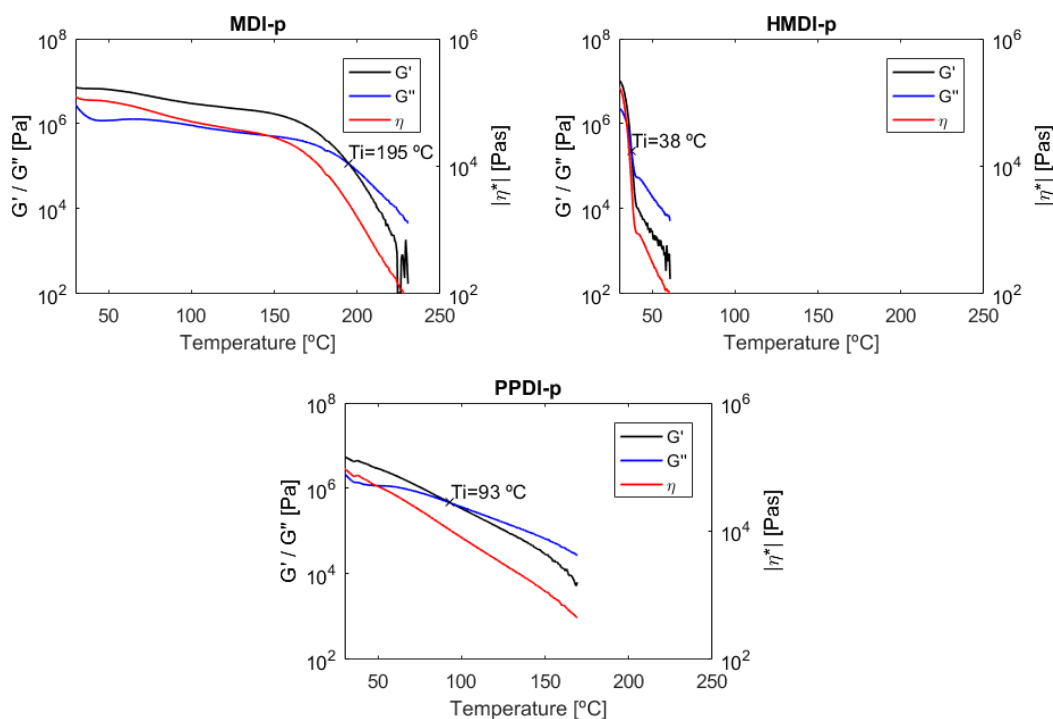 MDI-p
10^8
10^6
10^4
10^2
G' / G'' [Pa]
G'
G''
η
Ti=195 ºC
10^6
10^4
10^2
|η*| [Pas]
50 100 150 200 250
Temperature [ºC]
HMDI-p
10^8
10^6
10^4
10^2
G' / G'' [Pa]
G'
G''
η
Ti=38 ºC
10^6
10^4
10^2
|η*| [Pas]
50 100 150 200 250
Temperature [ºC]
PPDI-p
10^8
10^6
10^4
10^2
G' / G'' [Pa]
G'
G''
η
Ti=93 ºC
10^6
10^4
10^2
|η*| [Pas]
50 100 150 200 250
Temperature [ºC]